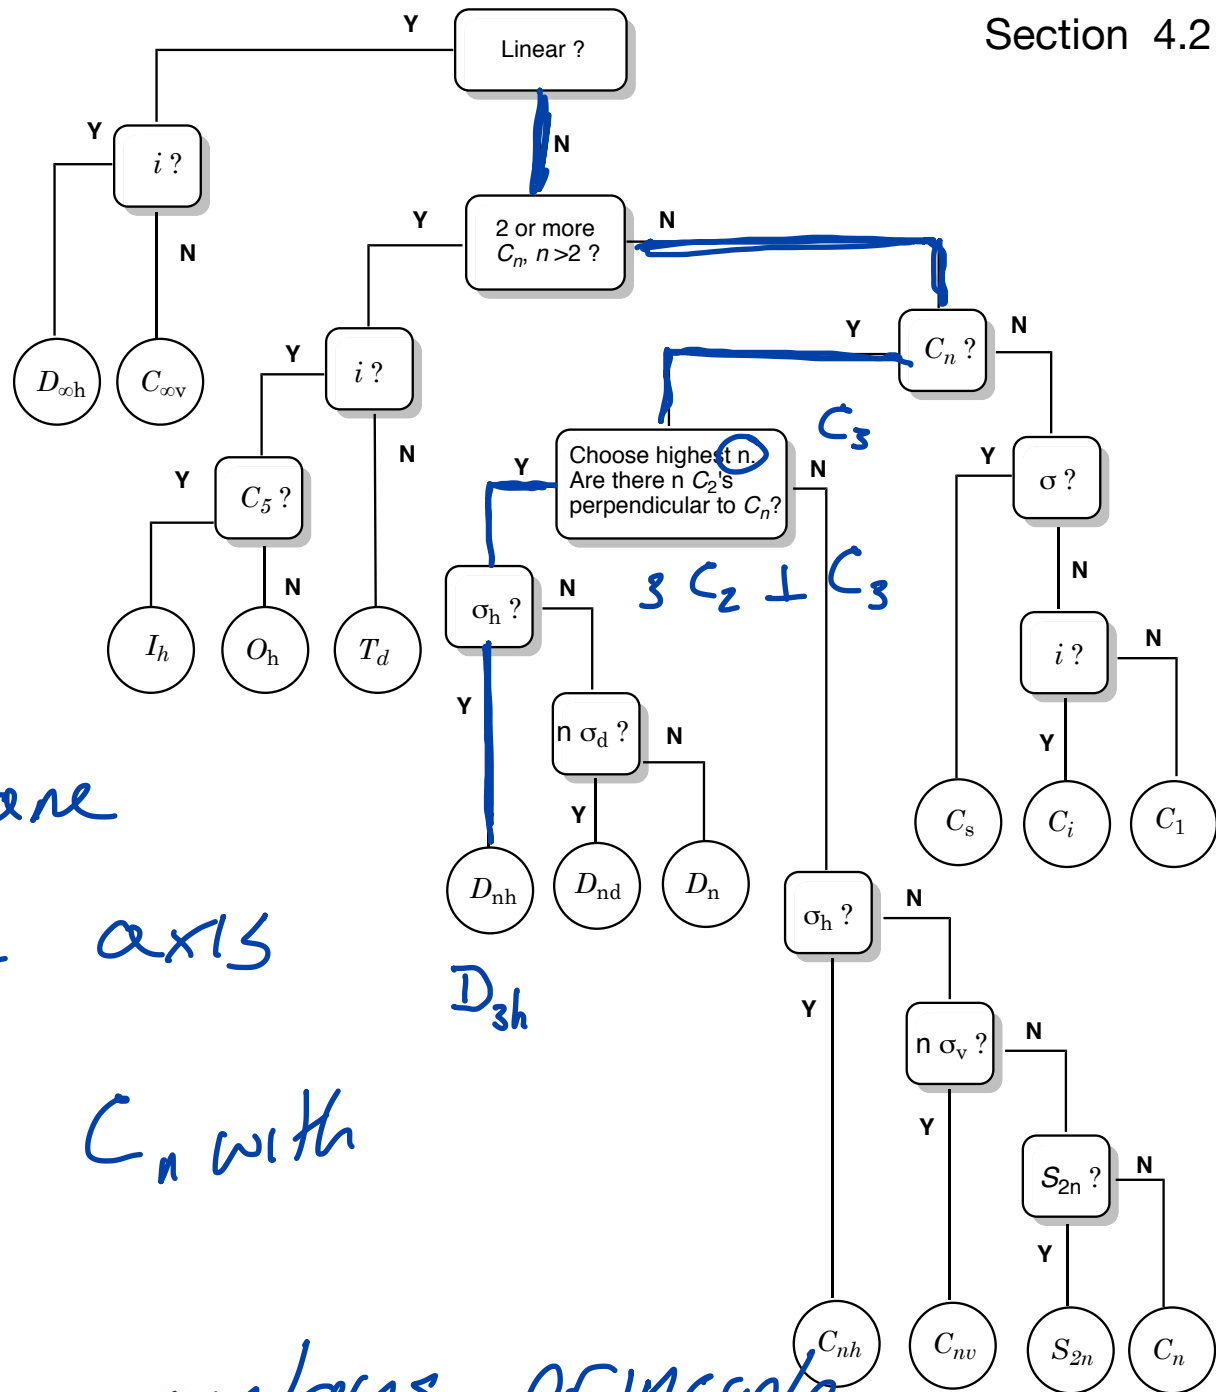 Section 4.2
Y
Linear ?
N
Y
i ?
N
Y
2 or more
Cn, n >2 ?
N
D∞h
C∞v
Y
i ?
N
Y
Cn ?
N
C3
Y
C5 ?
N
Y
Choose highest n.
Are there n C2's
perpendicular to Cn?
N
3 C2 ⊥ C3
Y
σ ?
N
Ih
Oh
Td
σh ?
N
Y
i ?
N
Y
n σd ?
N
Y
Cs
Ci
C1
Dnh
Dnd
Dn
D3h
axis
Cn with
σh ?
N
Y
n σv ?
N
Y
S2n ?
N
Y
Cnh
Cnv
S2n
Cn